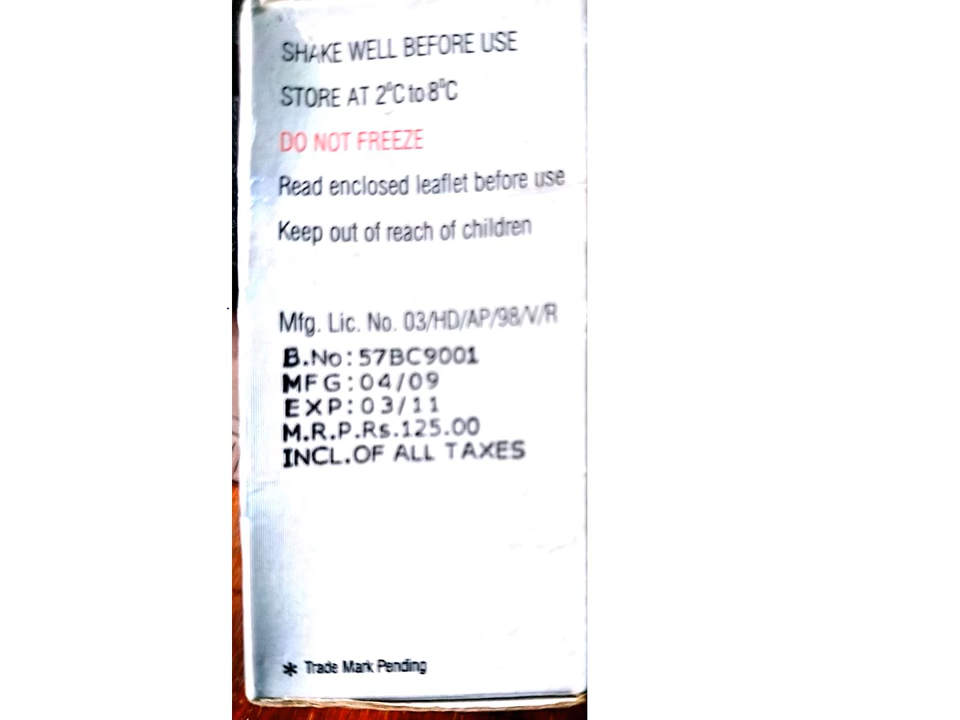 SHAKE WELL BEFORE USE
STORE AT 2°C to 8°C
DO NOT FREEZE
Read enclosed leaflet before use
Keep out of reach of children
Mfg. Lic. No. 03/HD/AP/98/V/R
B.No:57BC9001
MFG:04/09
EXP:03/11
M.R.P.Rs.125.00
INCL.OF ALL TAXES
* Trade Mark Pending